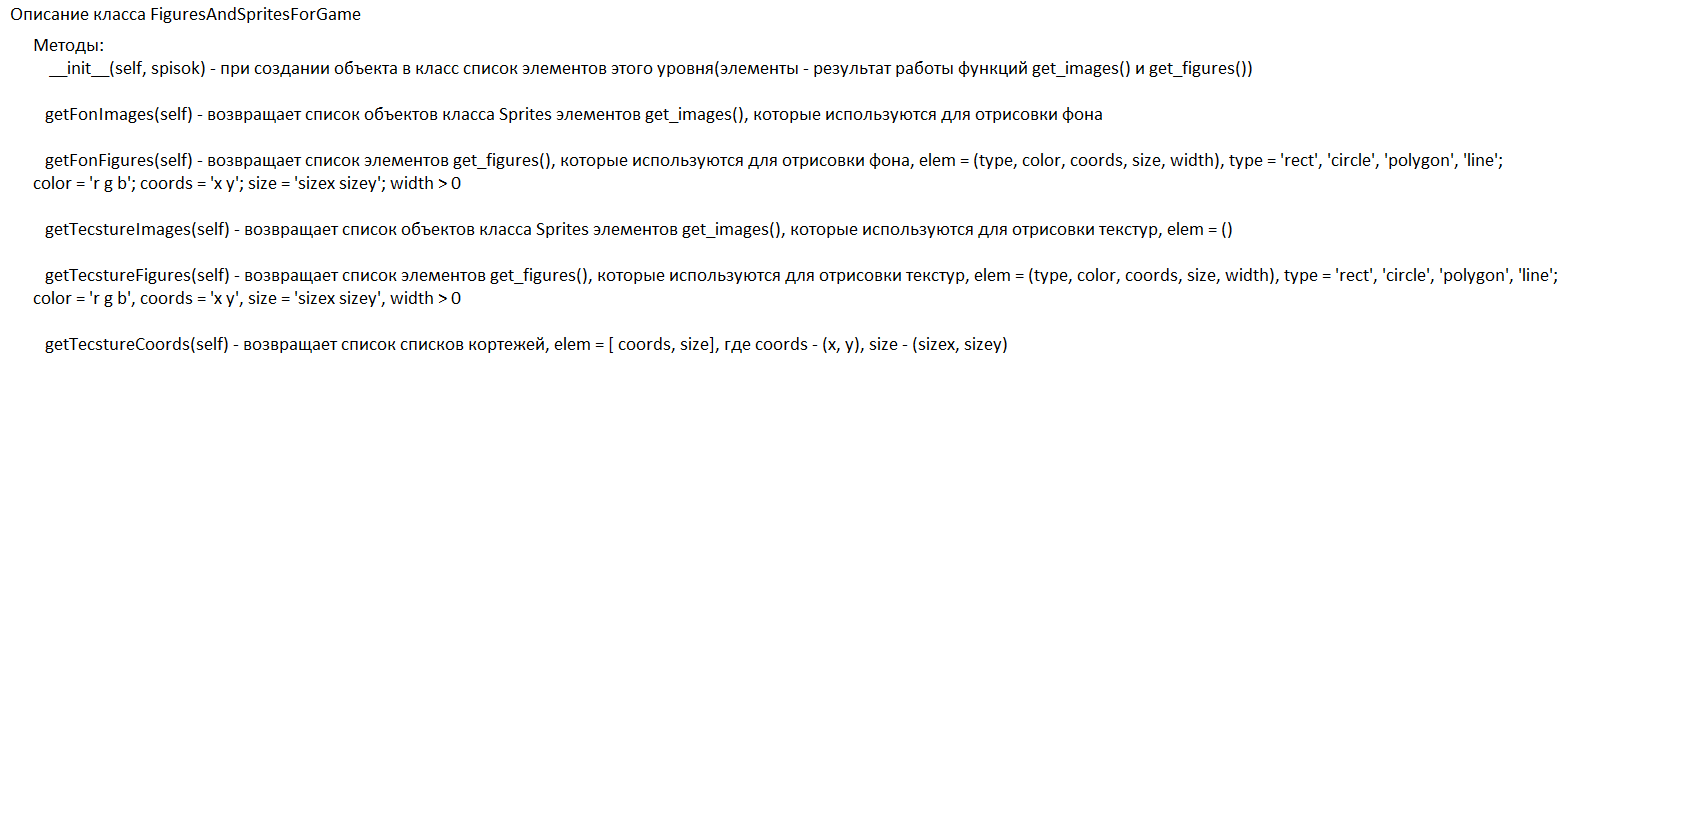 Описание класса FiguresAndSpritesForGame
Методы:
__init__(self, spisok) - при создании объекта в класс список элементов этого уровня(элементы - результат работы функций get_images() и get_figures())
getFonImages(self) - возвращает список объектов класса Sprites элементов get_images(), которые используются для отрисовки фона
getFonFigures(self) - возвращает список элементов get_figures(), которые используются для отрисовки фона, elem = (type, color, coords, size, width), type = 'rect', 'circle', 'polygon', 'line';
color = 'r g b'; coords = 'x y'; size = 'sizex sizey'; width > 0
getTecstureImages(self) - возвращает список объектов класса Sprites элементов get_images(), которые используются для отрисовки текстур, elem = ()
getTecstureFigures(self) - возвращает список элементов get_figures(), которые используются для отрисовки текстур, elem = (type, color, coords, size, width), type = 'rect', 'circle', 'polygon', 'line';
color = 'r g b', coords = 'x y', size = 'sizex sizey', width > 0
getTecstureCoords(self) - возвращает список списков кортежей, elem = [ coords, size], где coords - (x, y), size - (sizex, sizey)